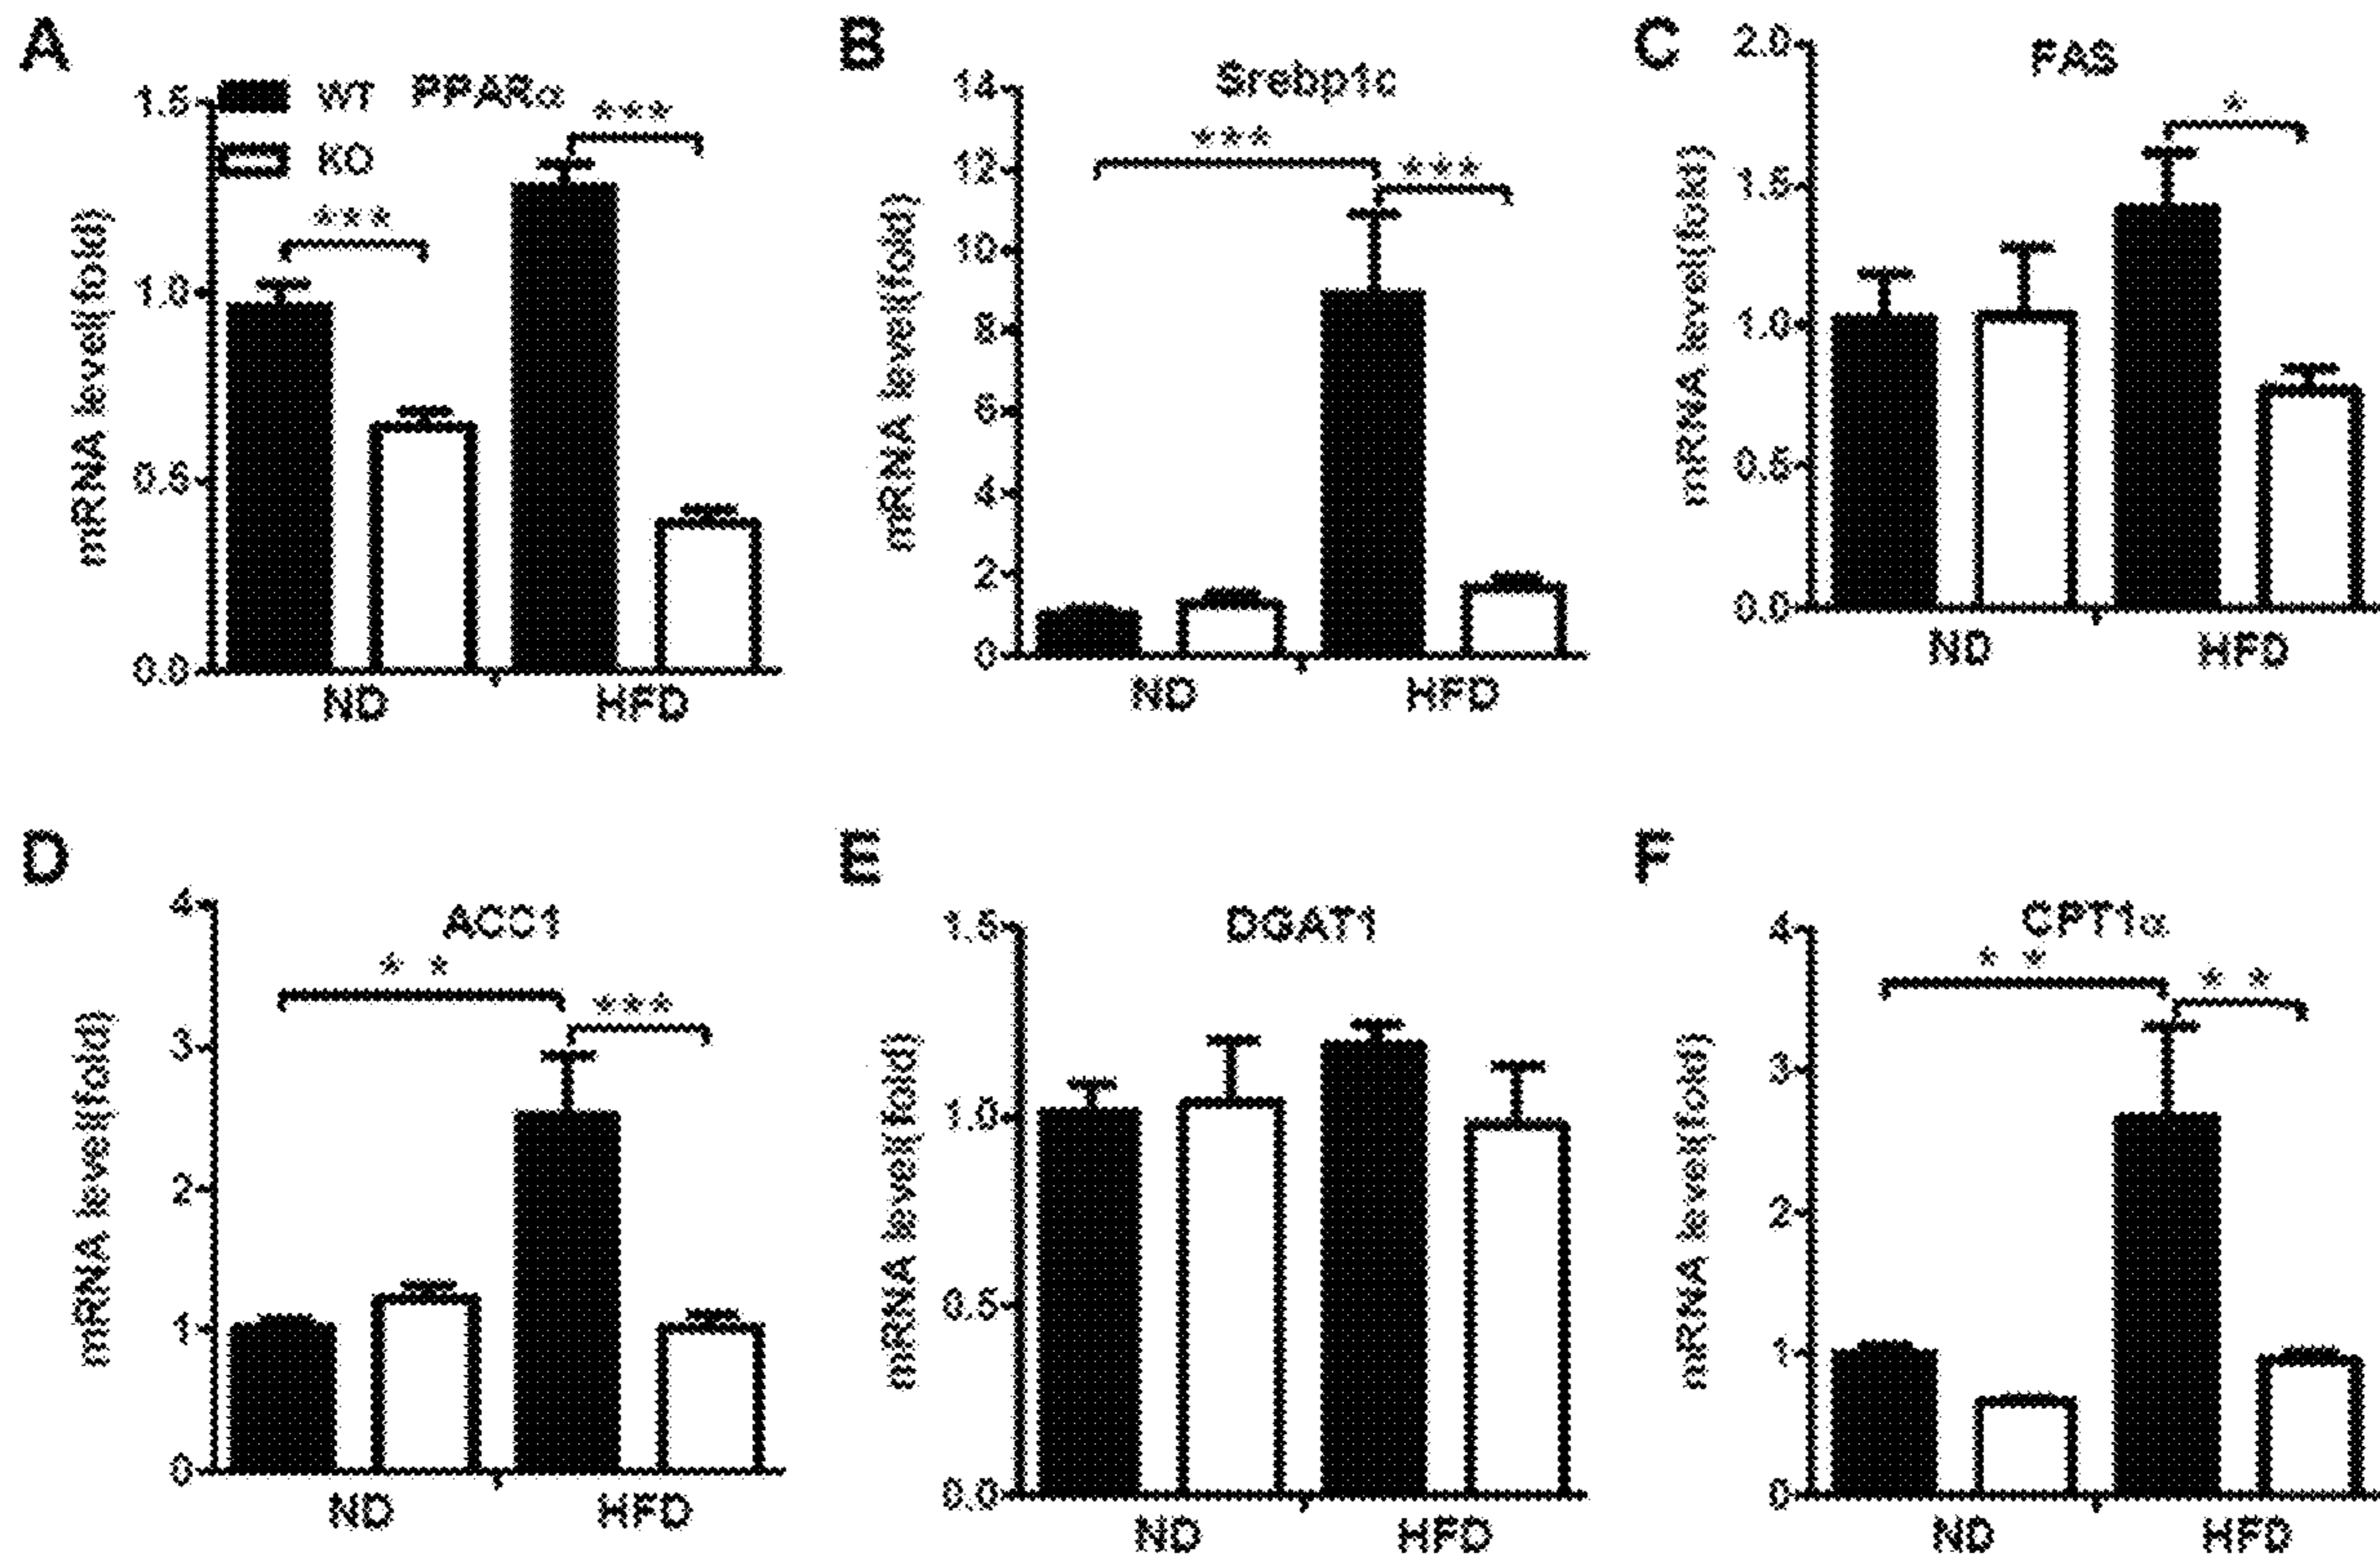 A
PPARα
WT
KO
***
***
mRNA level(fold)
1.5
1.0
0.5
0.0
ND
HFD
B
Srebp1c
***
***
mRNA level(fold)
14
12
10
8
6
4
2
0
ND
HFD
C
FAS
*
mRNA level(fold)
2.0
1.5
1.0
0.5
0.0
ND
HFD
D
ACC1
* *
***
mRNA level(fold)
4
3
2
1
0
ND
HFD
E
DGAT1
mRNA level(fold)
1.5
1.0
0.5
0.0
ND
HFD
F
CPT1α
* *
* *
mRNA level(fold)
4
3
2
1
0
ND
HFD